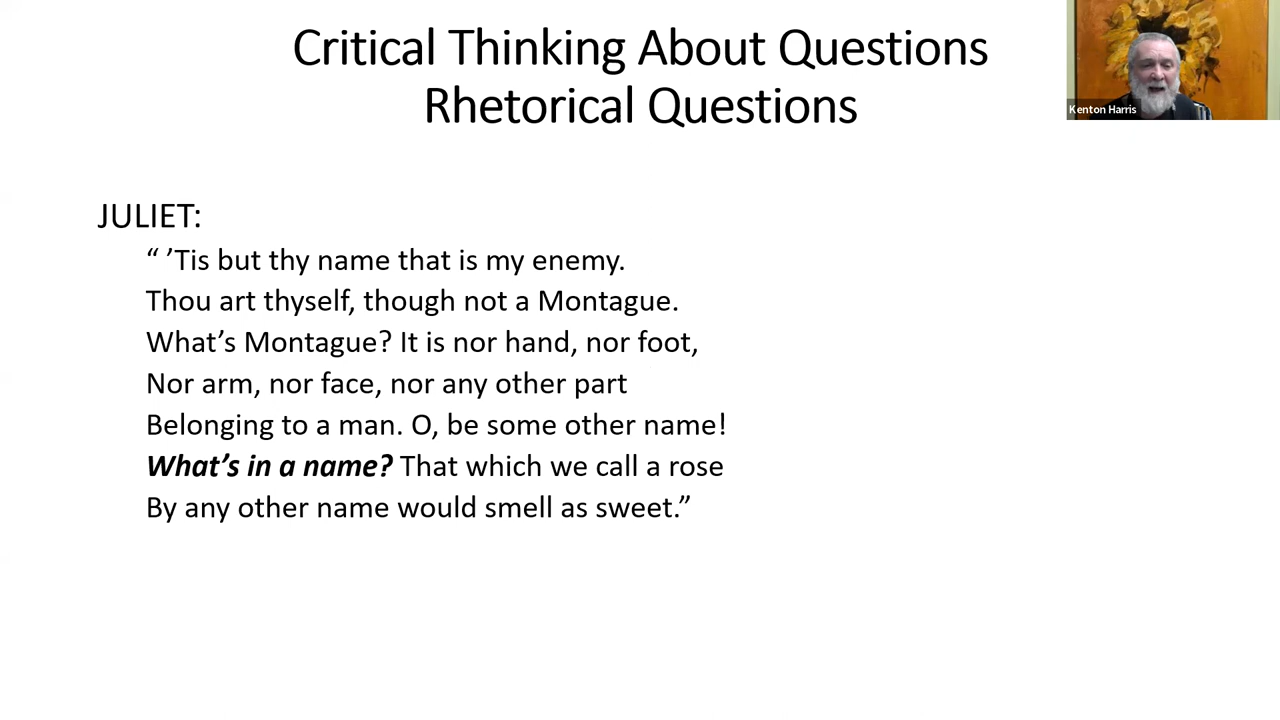 Critical Thinking About Questions
Rhetorical Questions
Kenton Harris
JULIET:
“ ’Tis but thy name that is my enemy.
Thou art thyself, though not a Montague.
What’s Montague? It is nor hand, nor foot,
Nor arm, nor face, nor any other part
Belonging to a man. O, be some other name!
What’s in a name? That which we call a rose
By any other name would smell as sweet.”